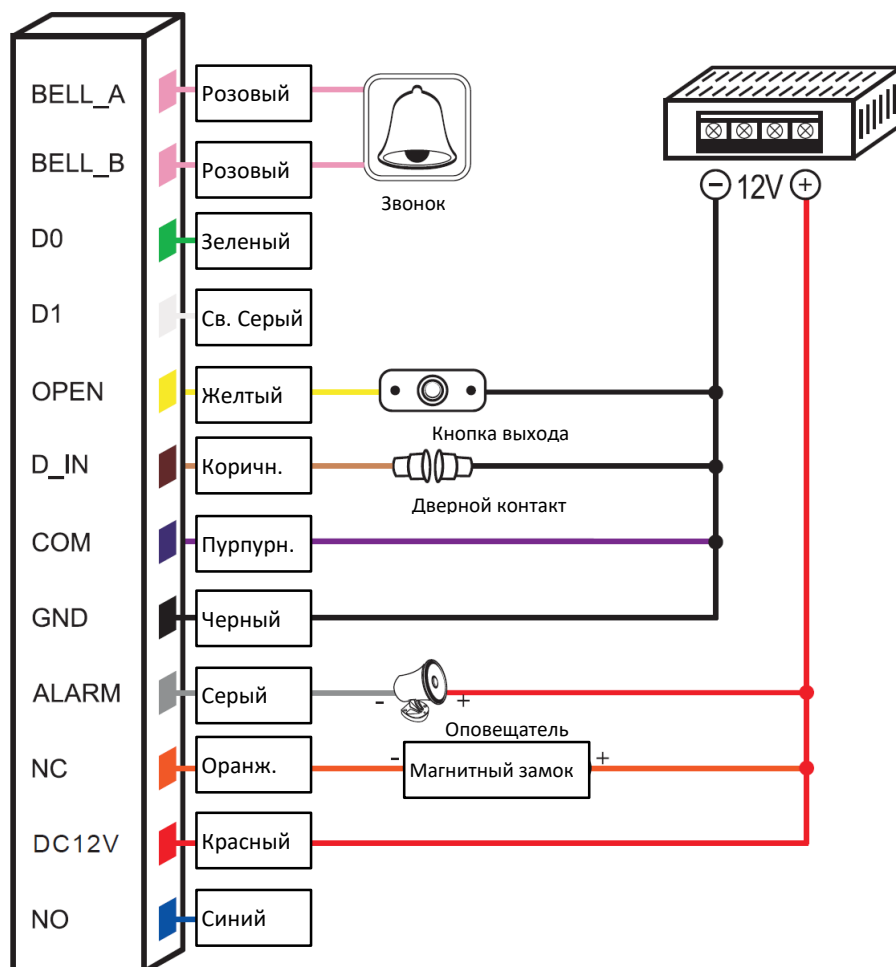 BELL_A
Розовый
BELL_B
Розовый
Звонок
12V
D0
Зеленый
D1
Св. Серый
OPEN
Желтый
Кнопка выхода
D_IN
Коричн.
Дверной контакт
COM
Пурпурн.
GND
Черный
ALARM
Серый
- +
Оповещатель
NC
Оранж.
- Магнитный замок +
DC12V
Красный
NO
Синий